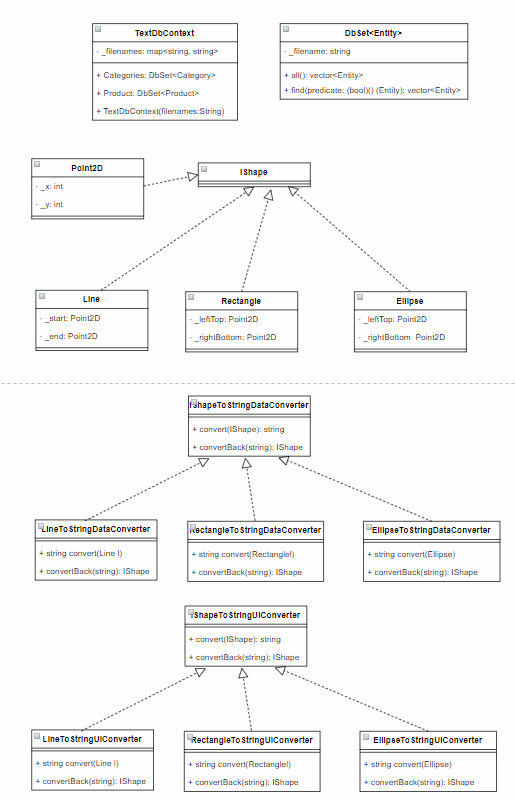 TextDbContext
- _filenames: map<string, string>
+ Categories: DbSet<Category>
+ Product: DbSet<Product>
+ TextDbContext(filenames:String)
DbSet<Entity>
- _filename: string
+ all(): vector<Entity>
+ find(predicate: (bool)() (Entity): vector<Entity>
Point2D
- _x: int
- _y: int
IShape
Line
- _start: Point2D
- _end: Point2D
Rectangle
- _leftTop: Point2D
- _rightBottom: Point2D
Ellipse
- _leftTop: Point2D
- _rightBottom Point2D
IShapeToStringDataConverter
+ convert(IShape): string
+ convertBack(string): IShape
LineToStringDataConverter
+ string convert(Line l)
+ convertBack(string): IShape
RectangleToStringDataConverter
+ string convert(Rectanglel)
+ convertBack(string): IShape
EllipseToStringDataConverter
+ string convert(Ellipse)
+ convertBack(string): IShape
IShapeToStringUIConverter
+ convert(IShape): string
+ convertBack(string): IShape
LineToStringUIConverter
+ string convert(Line l)
+ convertBack(string): IShape
RectangleToStringUIConverter
+ string convert(Rectanglel)
+ convertBack(string): IShape
EllipseToStringUIConverter
+ string convert(Ellipse)
+ convertBack(string): IShape